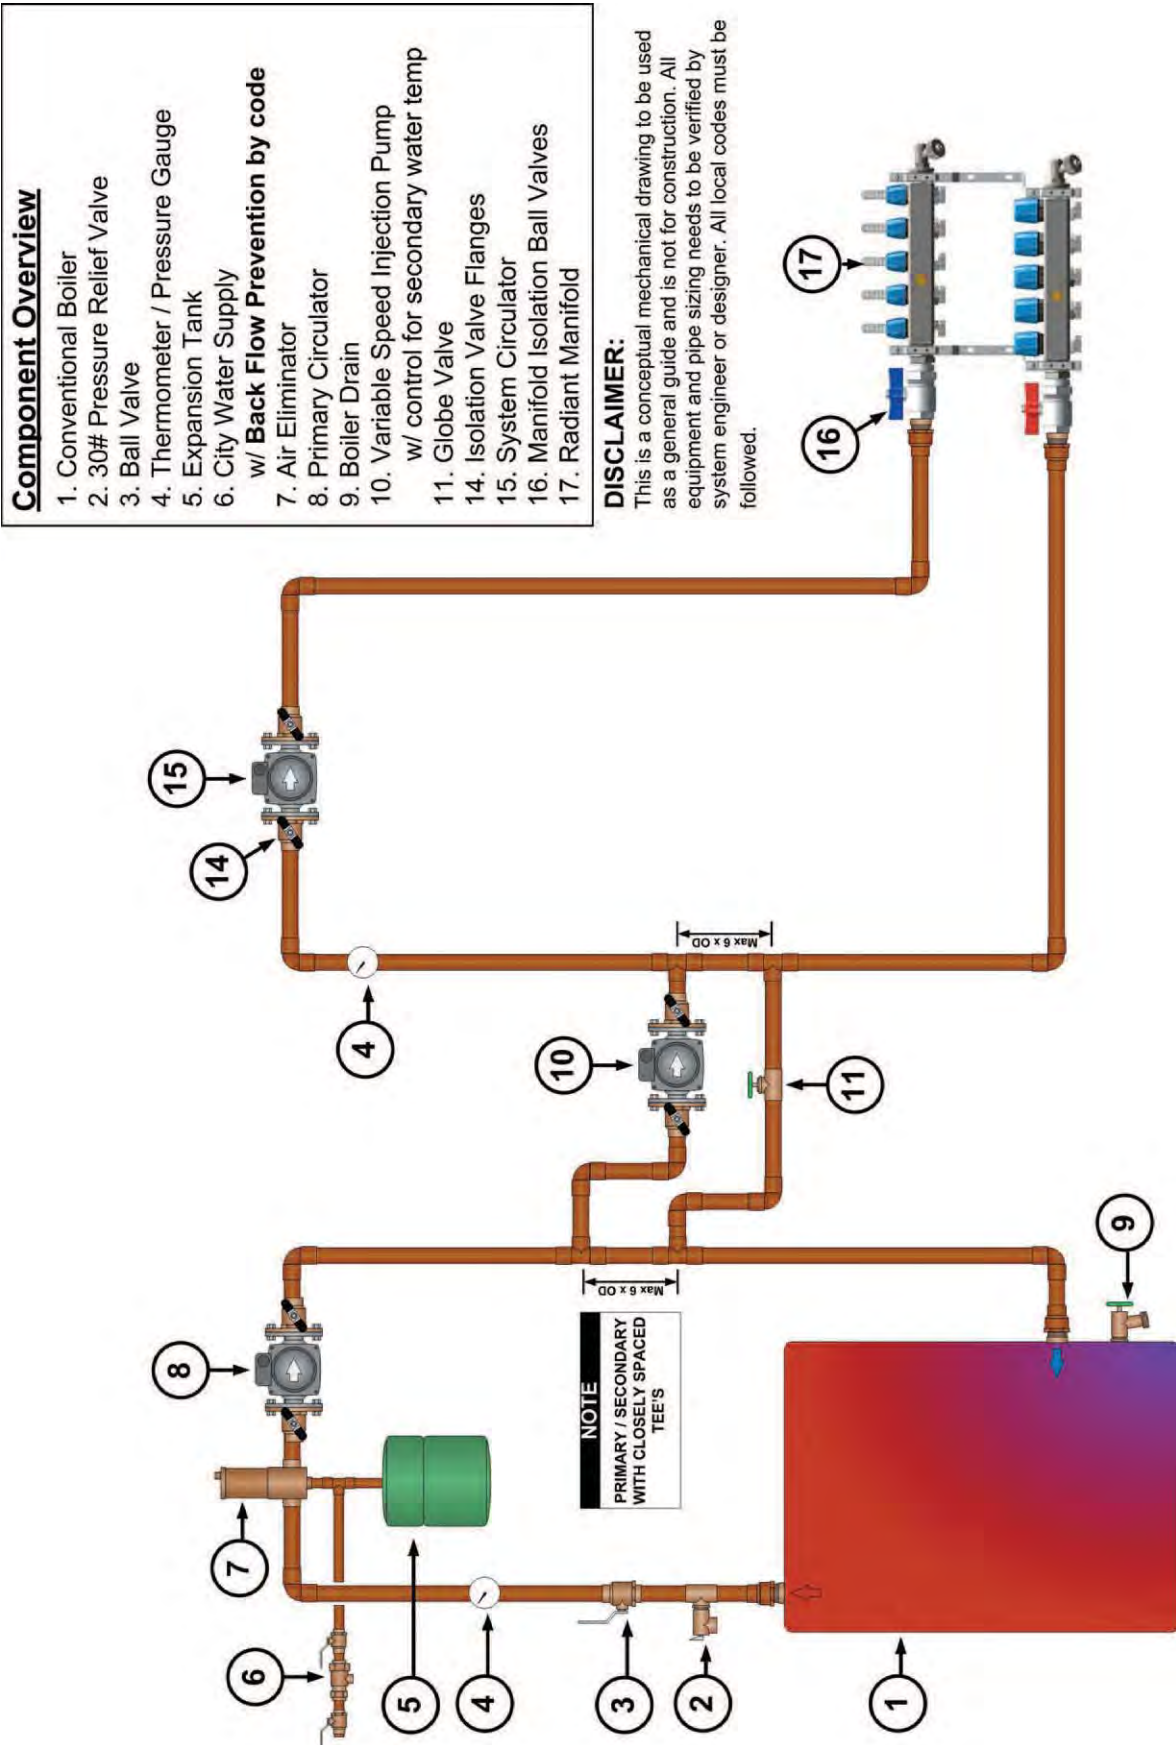 Component Overview
1. Conventional Boiler
2. 30# Pressure Relief Valve
3. Ball Valve
4. Thermometer / Pressure Gauge
5. Expansion Tank
6. City Water Supply
w/ Back Flow Prevention by code
7. Air Eliminator
8. Primary Circulator
9. Boiler Drain
10. Variable Speed Injection Pump
w/ control for secondary water temp
11. Globe Valve
14. Isolation Valve Flanges
15. System Circulator
16. Manifold Isolation Ball Valves
17. Radiant Manifold
DISCLAIMER:
This is a conceptual mechanical drawing to be used
as a general guide and is not for construction. All
equipment and pipe sizing needs to be verified by
system engineer or designer. All local codes must be
followed.
6
7
8
14
15
5
4
4
3
2
1
NOTE
PRIMARY / SECONDARY
WITH CLOSELY SPACED
TEE'S
Max 6 x OD
Max 6 x OD
10
11
9
16
17